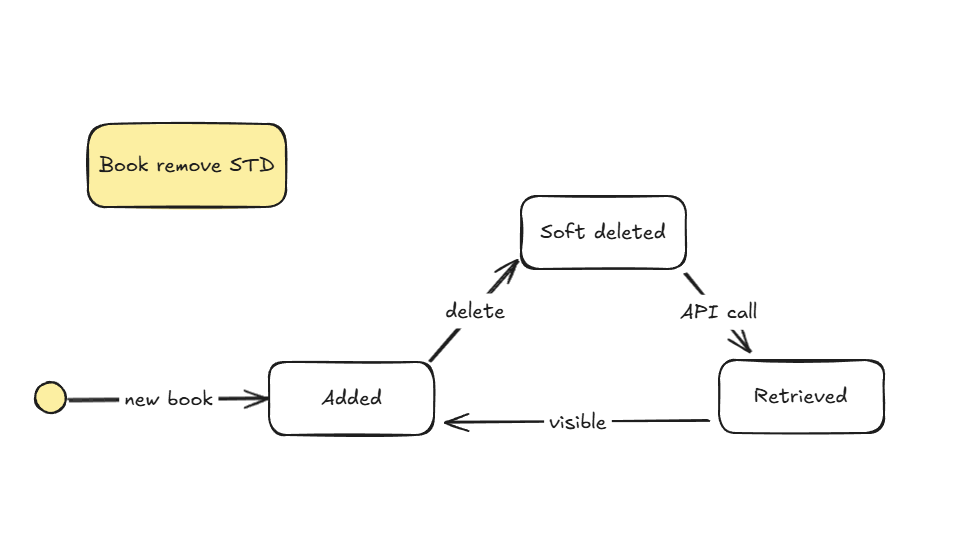 Book remove STD
Soft deleted
delete
API call
new book
Added
Retrieved
visible